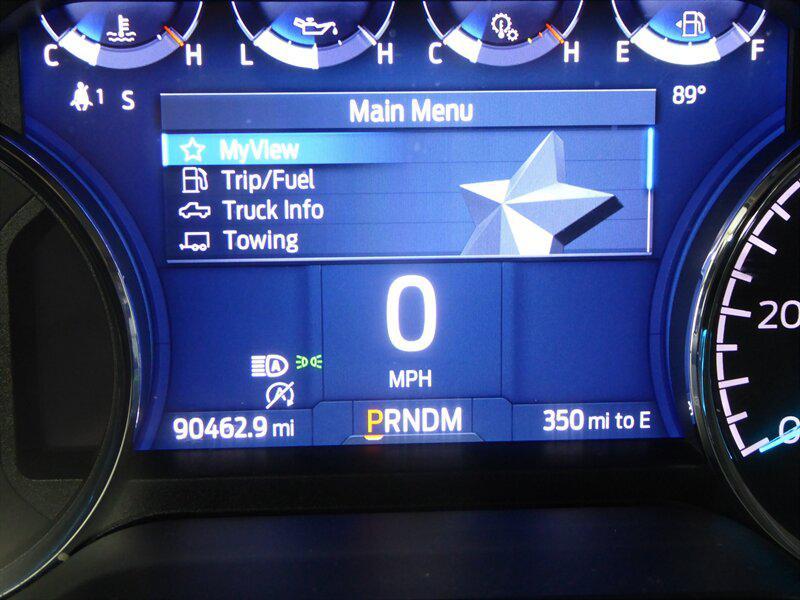 C H L H C H E F
1 S 89°
Main Menu
MyView
Trip/Fuel
Truck Info
Towing
0
MPH
A
A
90462.9 mi PRNDM 350 mi to E
20
0